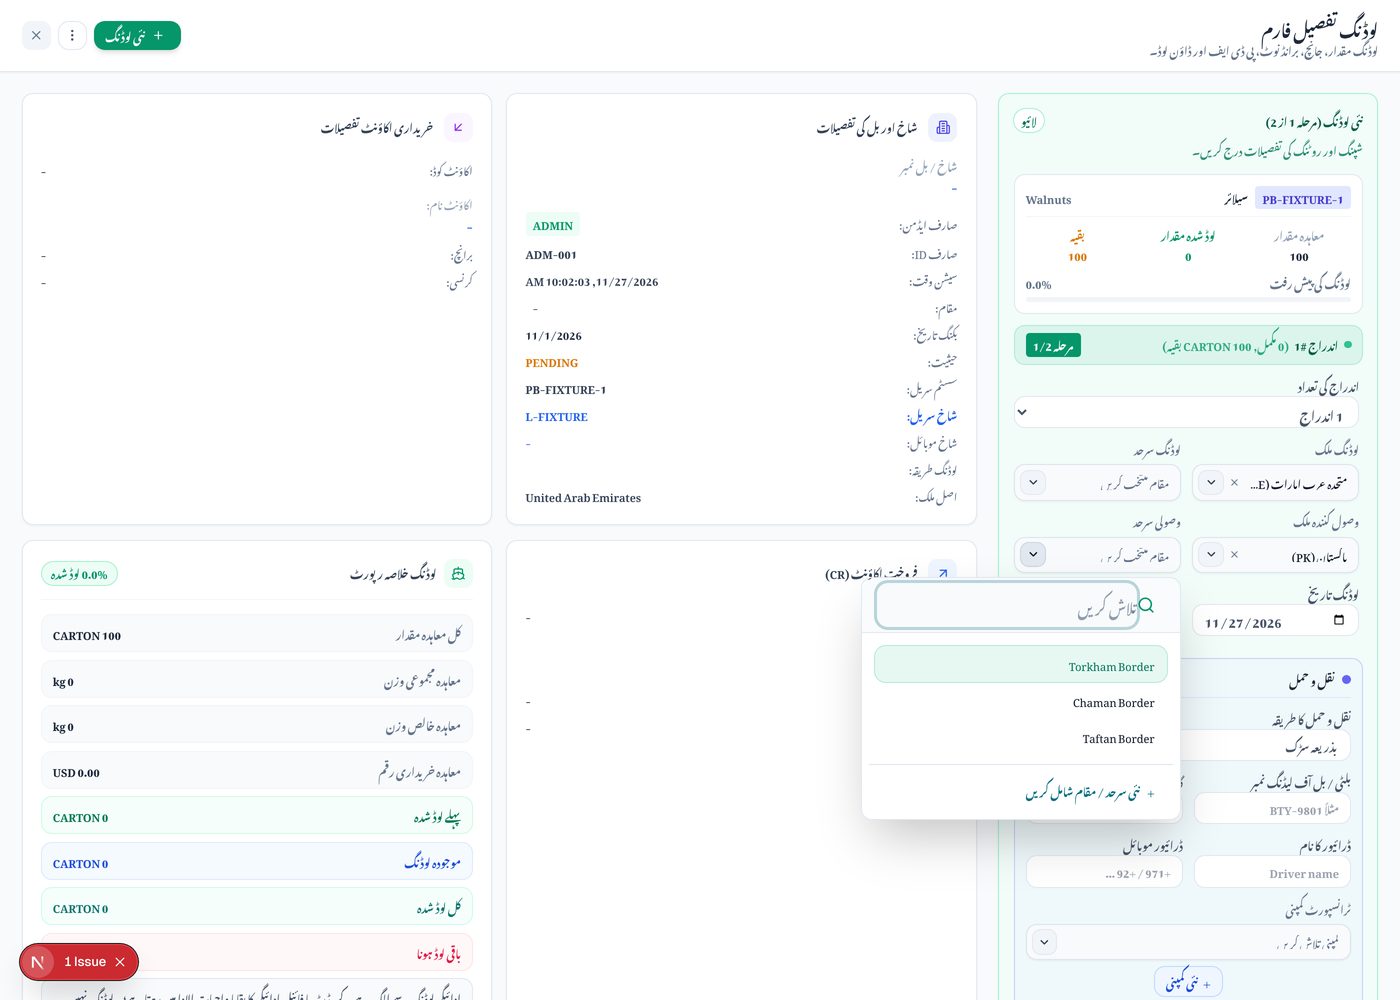 لوڈنگ تفصیل فارم
لوڈنگ مقدار، جانچ، برانڈ نوٹ، پی ڈی ایف اور ڈاؤن لوڈ۔
+ نئی لوڈنگ
نئی لوڈنگ (مرحلہ 1 از 2)
لائیو
شپنگ اور روٹنگ کی تفصیلات درج کریں۔
PB-FIXTURE-1 سیلائر
Walnuts
معاہدہ مقدار
لوڈ شدہ مقدار
بقیہ
100
0
100
لوڈنگ کی پیش رفت
0.0%
اندراج #1 (0 مکمل, 100 CARTON بقیہ)
مرحلہ 1/2
اندراج کی تعداد
1 اندراج
لوڈنگ ملک
لوڈنگ سرحد
متحدہ عرب امارات (E...
مقام منتخب کریں
وصول کنندہ ملک
وصولی سرحد
پاکستان (PK)
مقام منتخب کریں
لوڈنگ تاریخ
11/27/2026
تلاش کریں
Torkham Border
Chaman Border
Taftan Border
+ نئی سرحد / مقام شامل کریں
نقل و حمل
نقل و حمل کا طریقہ
بذریعہ سڑک
بلٹی / بل آف لیڈنگ نمبر
مثلاً BTY-9801
ڈرائیور کا نام
ڈرائیور موبائل
Driver name
+971 / +92 ...
ٹرانسپورٹ کمپنی
کمپنی تلاش کریں
+ نئی کمپنی
شاخ اور بل کی تفصیلات
شاخ / بل نمبر
-
صارف ایڈمن:
ADMIN
صارف ID:
ADM-001
سیشن وقت:
11/27/2026, 10:02:03 AM
مقام:
-
بکنگ تاریخ:
11/1/2026
حیثیت:
PENDING
سسٹم سریل:
PB-FIXTURE-1
شاخ سریل:
L-FIXTURE
شاخ موبائل:
-
لوڈنگ طریقہ:
اصل ملک:
United Arab Emirates
خریداری اکاؤنٹ تفصیلات
اکاؤنٹ کوڈ:
-
اکاؤنٹ نام:
-
برانچ:
-
کرنسی:
-
فروخت اکاؤنٹ (CR)
-
-
-
لوڈنگ خلاصہ رپورٹ
0.0% لوڈ شدہ
کل معاہدہ مقدار
100 CARTON
معاہدہ مجموعی وزن
0 kg
معاہدہ خالص وزن
0 kg
معاہدہ خریداری رقم
0.00 USD
پہلے لوڈ شدہ
0 CARTON
موجودہ لوڈنگ
0 CARTON
کل لوڈ شدہ
0 CARTON
باقی لوڈ ہونا
N 1 Issue